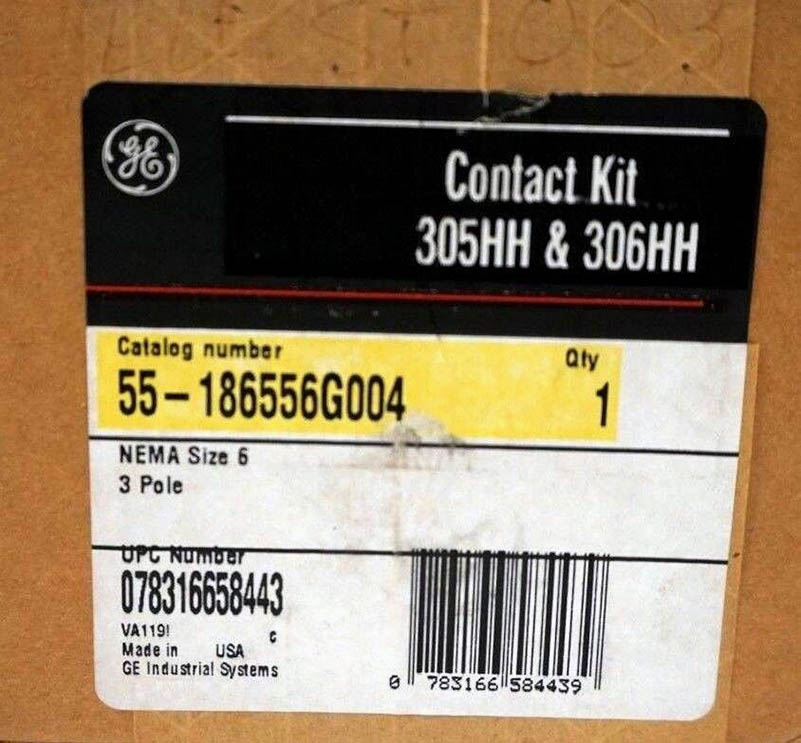 GE
Contact Kit
305HH & 306HH
Catalog number Qty
55-186556G004 1
NEMA Size 6
3 Pole
UPC Number
078316658443
c
Made in USA
GE Industrial Systems
0 783166 584439